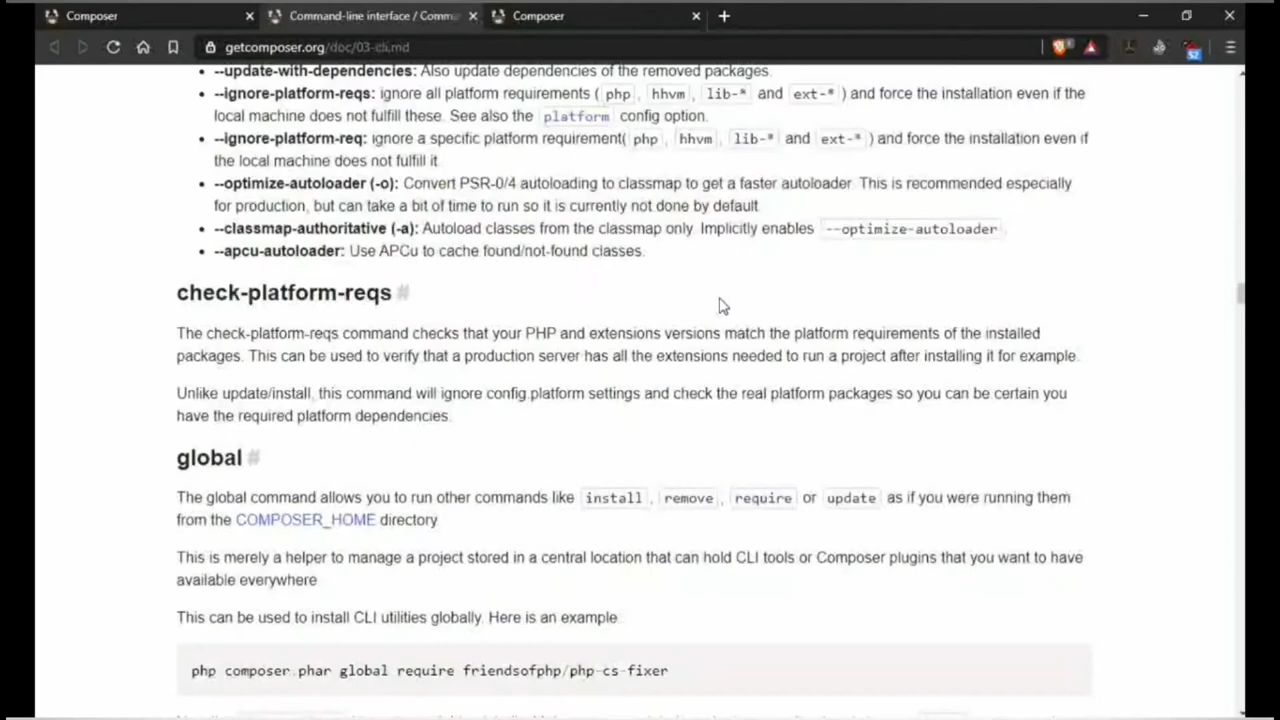 Composer
Command-line interface / Comma
Composer
getcomposer.org/doc/03-cli.md
--update-with-dependencies: Also update dependencies of the removed packages.
--ignore-platform-reqs: ignore all platform requirements ( php , hhvm , lib-* and ext-* ) and force the installation even if the
local machine does not fulfill these. See also the platform config option.
--ignore-platform-req: ignore a specific platform requirement( php , hhvm , lib-* and ext-* ) and force the installation even if
the local machine does not fulfill it
--optimize-autoloader (-o): Convert PSR-0/4 autoloading to classmap to get a faster autoloader. This is recommended especially
for production, but can take a bit of time to run so it is currently not done by default
--classmap-authoritative (-a): Autoload classes from the classmap only. Implicitly enables --optimize-autoloader
--apcu-autoloader: Use APCu to cache found/not-found classes.
check-platform-reqs #
The check-platform-reqs command checks that your PHP and extensions versions match the platform requirements of the installed
packages. This can be used to verify that a production server has all the extensions needed to run a project after installing it for example.
Unlike update/install, this command will ignore config.platform settings and check the real platform packages so you can be certain you
have the required platform dependencies.
global #
The global command allows you to run other commands like install , remove , require or update as if you were running them
from the COMPOSER_HOME directory
This is merely a helper to manage a project stored in a central location that can hold CLI tools or Composer plugins that you want to have
available everywhere
This can be used to install CLI utilities globally. Here is an example:
php composer.phar global require friendsofphp/php-cs-fixer